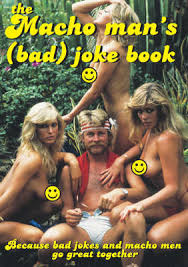 the
Macho man's
(bad) joke book
Because bad jokes and macho men
go great together